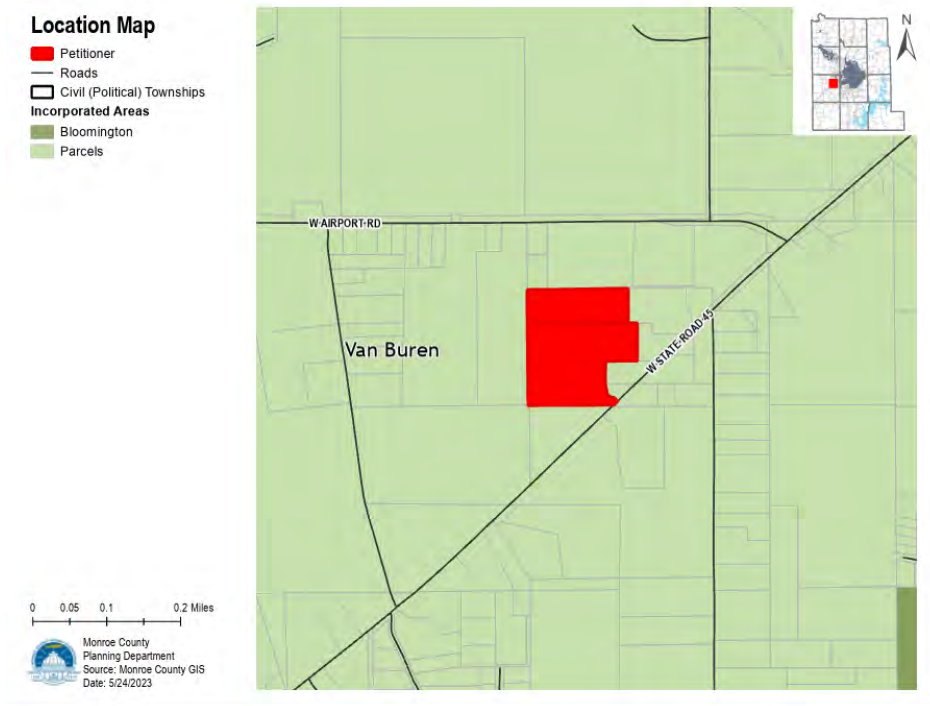 Location Map
Petitioner
Roads
Civil (Political) Townships
Incorporated Areas
Bloomington
Parcels
N
W AIRPORT RD
Van Buren
W STATE ROAD 45
0 0.05 0.1 0.2 Miles
Monroe County
Planning Department
Source: Monroe County GIS
Date: 5/24/2023